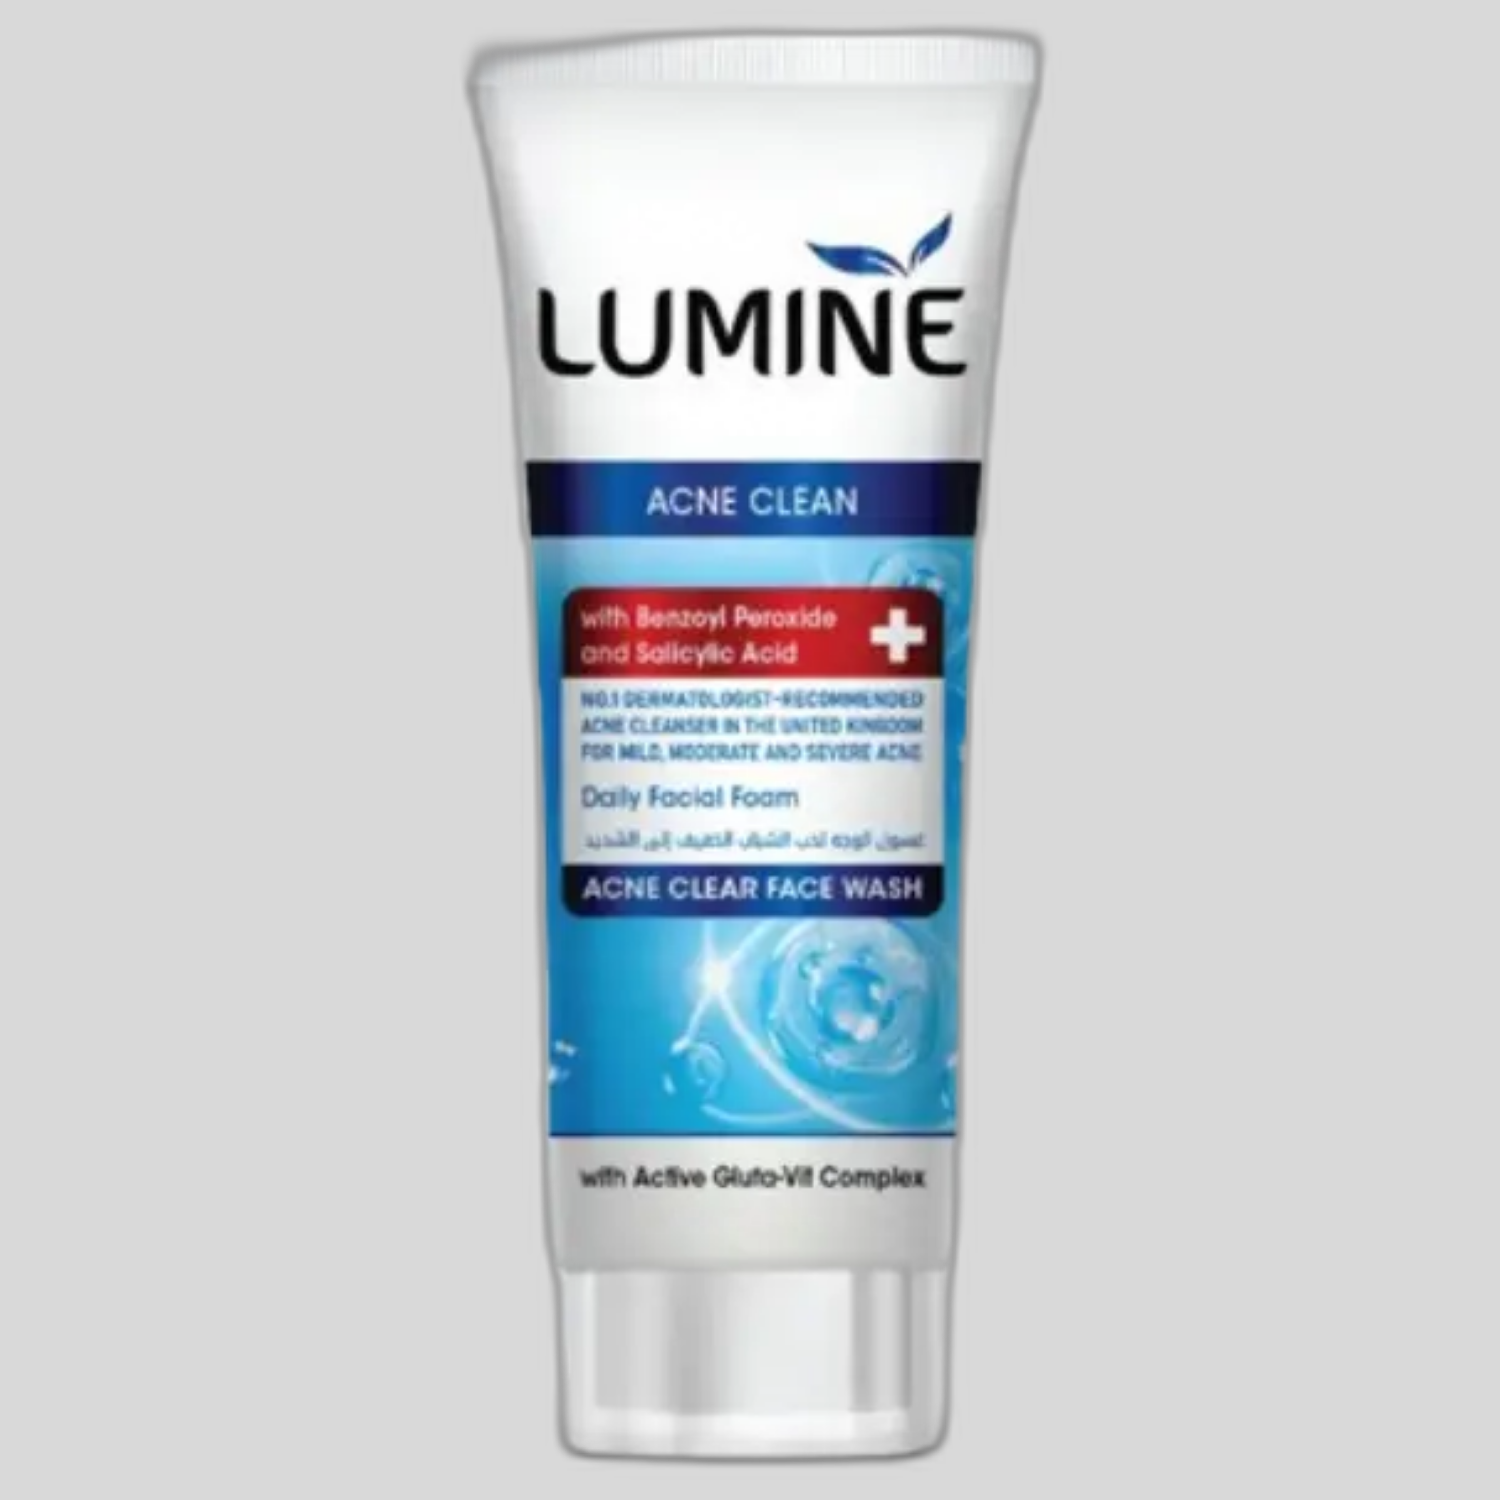 LUMINE
ACNE CLEAN
with Benzoyl Peroxide
and Salicylic Acid
NO.1 DERMATOLOGIST-RECOMMENDED
ACNE CLEANSER IN THE UNITED KINGDOM
FOR MILD, MODERATE AND SEVERE ACNE
Daily Facial Foam
غسول الوجه لحب الشباب الخفيف إلى الشديد
ACNE CLEAR FACE WASH
with Active Gluta-Vit Complex